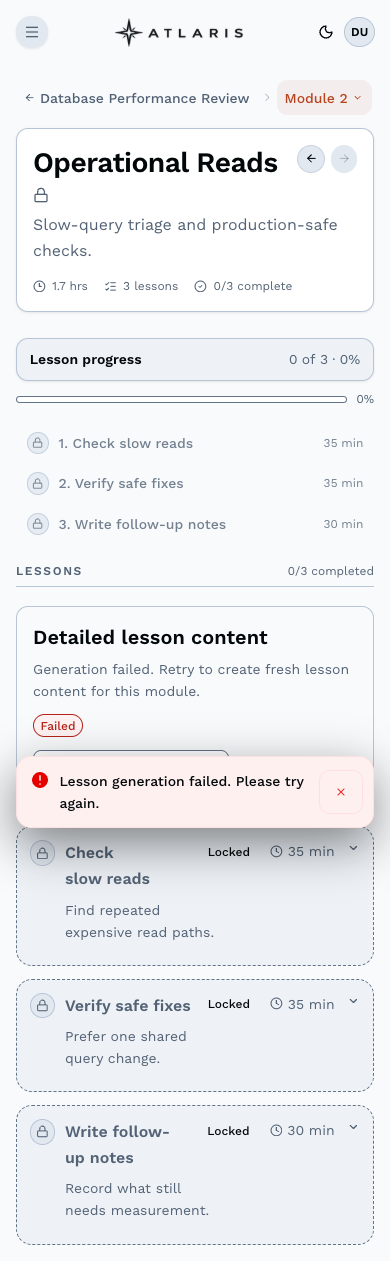 ATLARIS
DU
Database Performance Review
Module 2
Operational Reads
Slow-query triage and production-safe
checks.
1.7 hrs
3 lessons
0/3 complete
Lesson progress
0 of 3 · 0%
0%
1. Check slow reads
35 min
2. Verify safe fixes
35 min
3. Write follow-up notes
30 min
LESSONS
0/3 completed
Detailed lesson content
Generation failed. Retry to create fresh lesson
content for this module.
Failed
Lesson generation failed. Please try
again.
Check
slow reads
Locked
35 min
Find repeated
expensive read paths.
Verify safe fixes
Locked
35 min
Prefer one shared
query change.
Write follow-
up notes
Locked
30 min
Record what still
needs measurement.